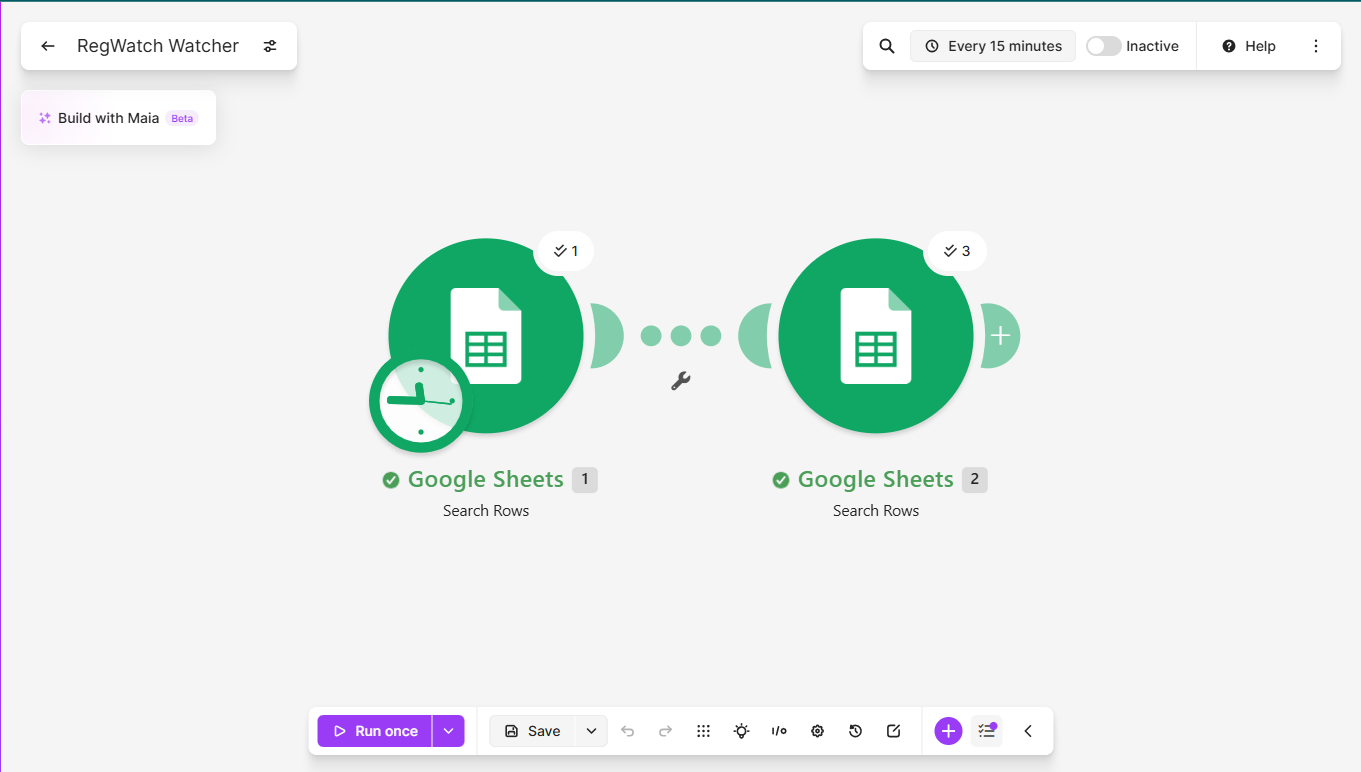 RegWatch Watcher
Every 15 minutes
Inactive
Help
Build with Maia Beta
1
3
Google Sheets 1
Search Rows
Google Sheets 2
Search Rows
Run once
Save